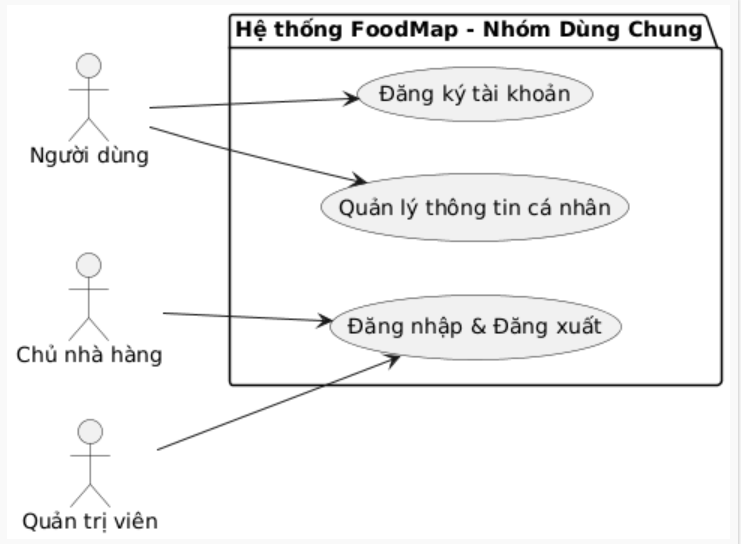 Hệ thống FoodMap - Nhóm Dùng Chung
Đăng ký tài khoản
Người dùng
Quản lý thông tin cá nhân
Đăng nhập & Đăng xuất
Chủ nhà hàng
Quản trị viên